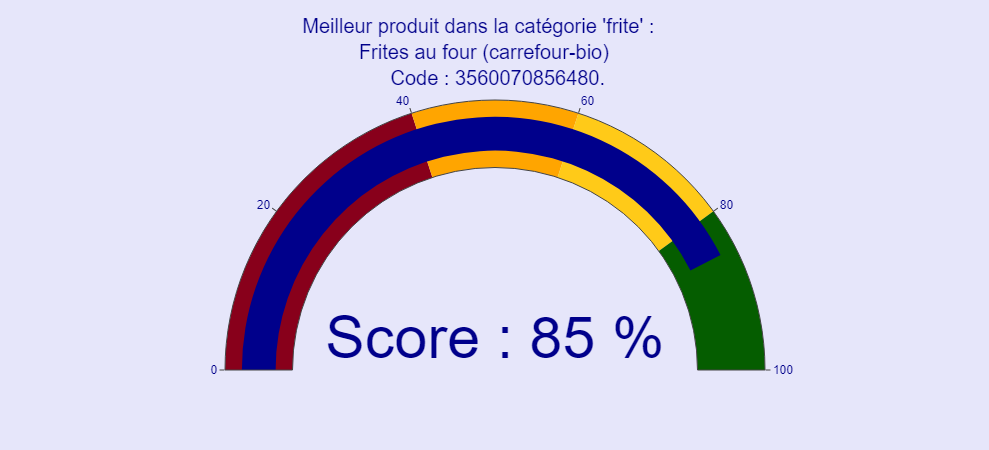 Meilleur produit dans la catégorie 'frite' :
Frites au four (carrefour-bio)
Code : 3560070856480.
40
60
20
80
Score : 85 %
0
100